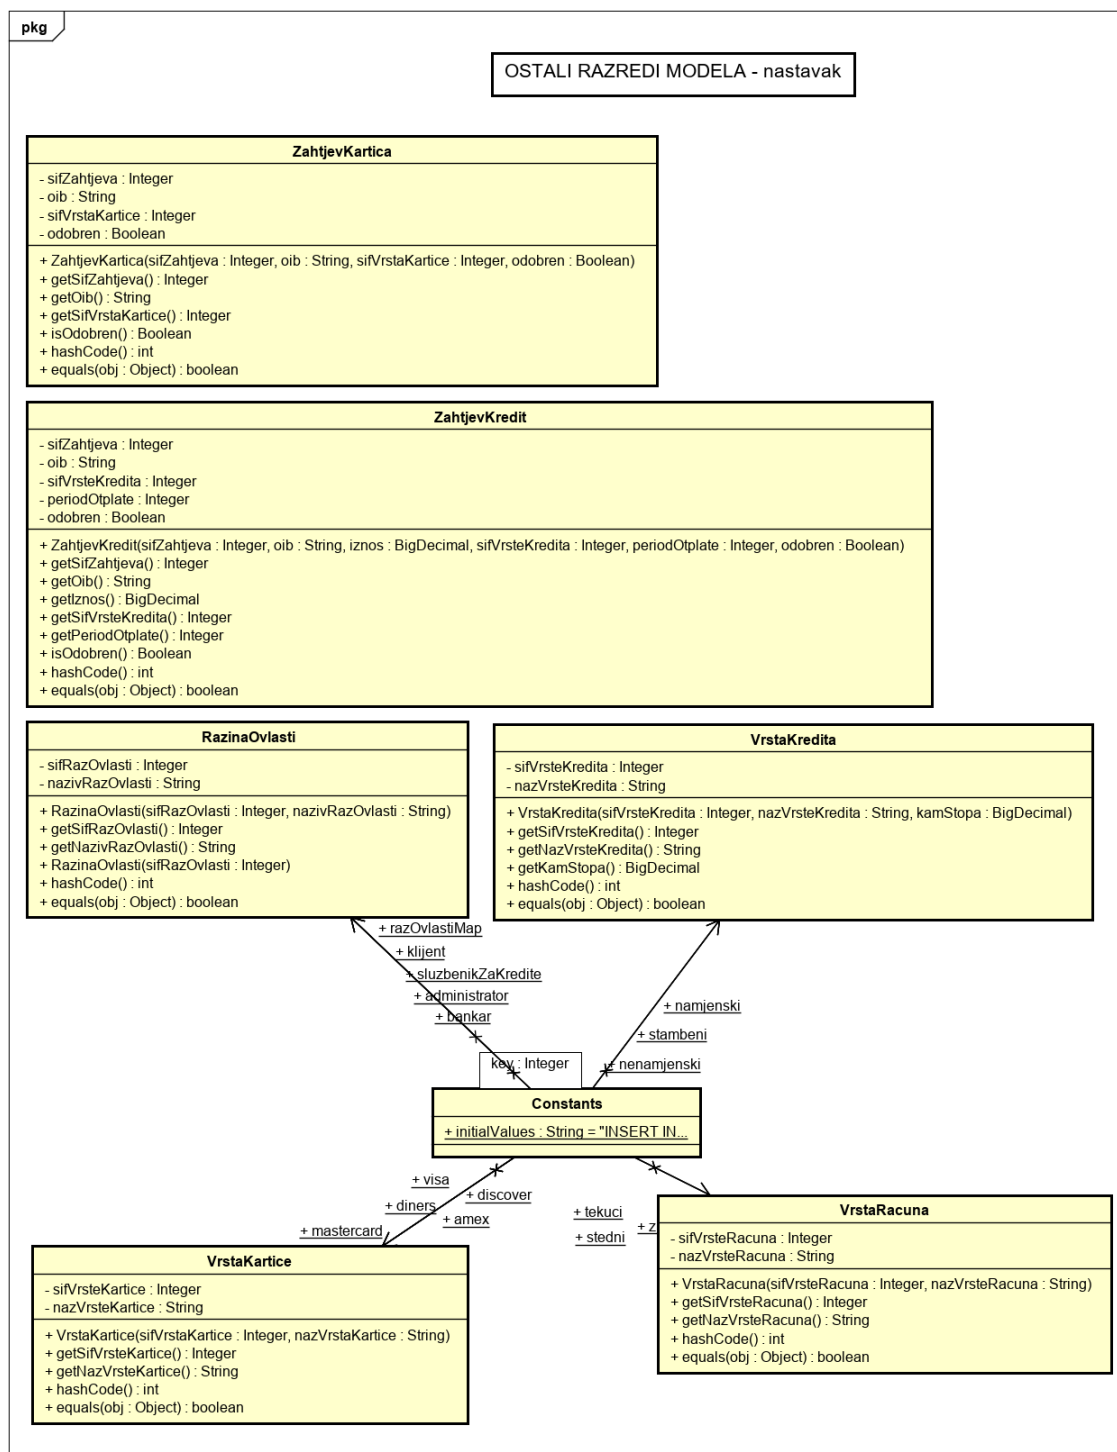 pkg
OSTALI RAZREDI MODELA - nastavak
ZahtjevKartica
- sifZahtjeva : Integer
- oib : String
- sifVrstaKartice : Integer
- odobren : Boolean
+ ZahtjevKartica(sifZahtjeva : Integer, oib : String, sifVrstaKartice : Integer, odobren : Boolean)
+ getSifZahtjeva() : Integer
+ getOib() : String
+ getSifVrstaKartice() : Integer
+ isOdobren() : Boolean
+ hashCode() : int
+ equals(obj : Object) : boolean
ZahtjevKredit
- sifZahtjeva : Integer
- oib : String
- sifVrsteKredita : Integer
- periodOtplate : Integer
- odobren : Boolean
+ ZahtjevKredit(sifZahtjeva : Integer, oib : String, iznos : BigDecimal, sifVrsteKredita : Integer, periodOtplate : Integer, odobren : Boolean)
+ getSifZahtjeva() : Integer
+ getOib() : String
+ getIznos() : BigDecimal
+ getSifVrsteKredita() : Integer
+ getPeriodOtplate() : Integer
+ isOdobren() : Boolean
+ hashCode() : int
+ equals(obj : Object) : boolean
RazinaOvlasti
- sifRazOvlasti : Integer
- nazivRazOvlasti : String
+ RazinaOvlasti(sifRazOvlasti : Integer, nazivRazOvlasti : String)
+ getSifRazOvlasti() : Integer
+ getNazivRazOvlasti() : String
+ RazinaOvlasti(sifRazOvlasti : Integer)
+ hashCode() : int
+ equals(obj : Object) : boolean
VrstaKredita
- sifVrsteKredita : Integer
- nazVrsteKredita : String
+ VrstaKredita(sifVrsteKredita : Integer, nazVrsteKredita : String, kamStopa : BigDecimal)
+ getSifVrsteKredita() : Integer
+ getNazVrsteKredita() : String
+ getKamStopa() : BigDecimal
+ hashCode() : int
+ equals(obj : Object) : boolean
+ razOvlastiMap
+ klijent
+ sluzbenikZaKredite
+ administrator
+ bankar
+ namjenski
+ stambeni
+ nenamjenski
key : Integer
Constants
+ initialValues : String = "INSERT IN...
+ visa
+ discover
+ diners
+ amex
+ mastercard
+ tekuci
+ z
+ stedni
VrstaKartice
- sifVrsteKartice : Integer
- nazVrsteKartice : String
+ VrstaKartice(sifVrstaKartice : Integer, nazVrstaKartice : String)
+ getSifVrsteKartice() : Integer
+ getNazVrsteKartice() : String
+ hashCode() : int
+ equals(obj : Object) : boolean
VrstaRacuna
- sifVrsteRacuna : Integer
- nazVrsteRacuna : String
+ VrstaRacuna(sifVrsteRacuna : Integer, nazVrsteRacuna : String)
+ getSifVrsteRacuna() : Integer
+ getNazVrsteRacuna() : String
+ hashCode() : int
+ equals(obj : Object) : boolean